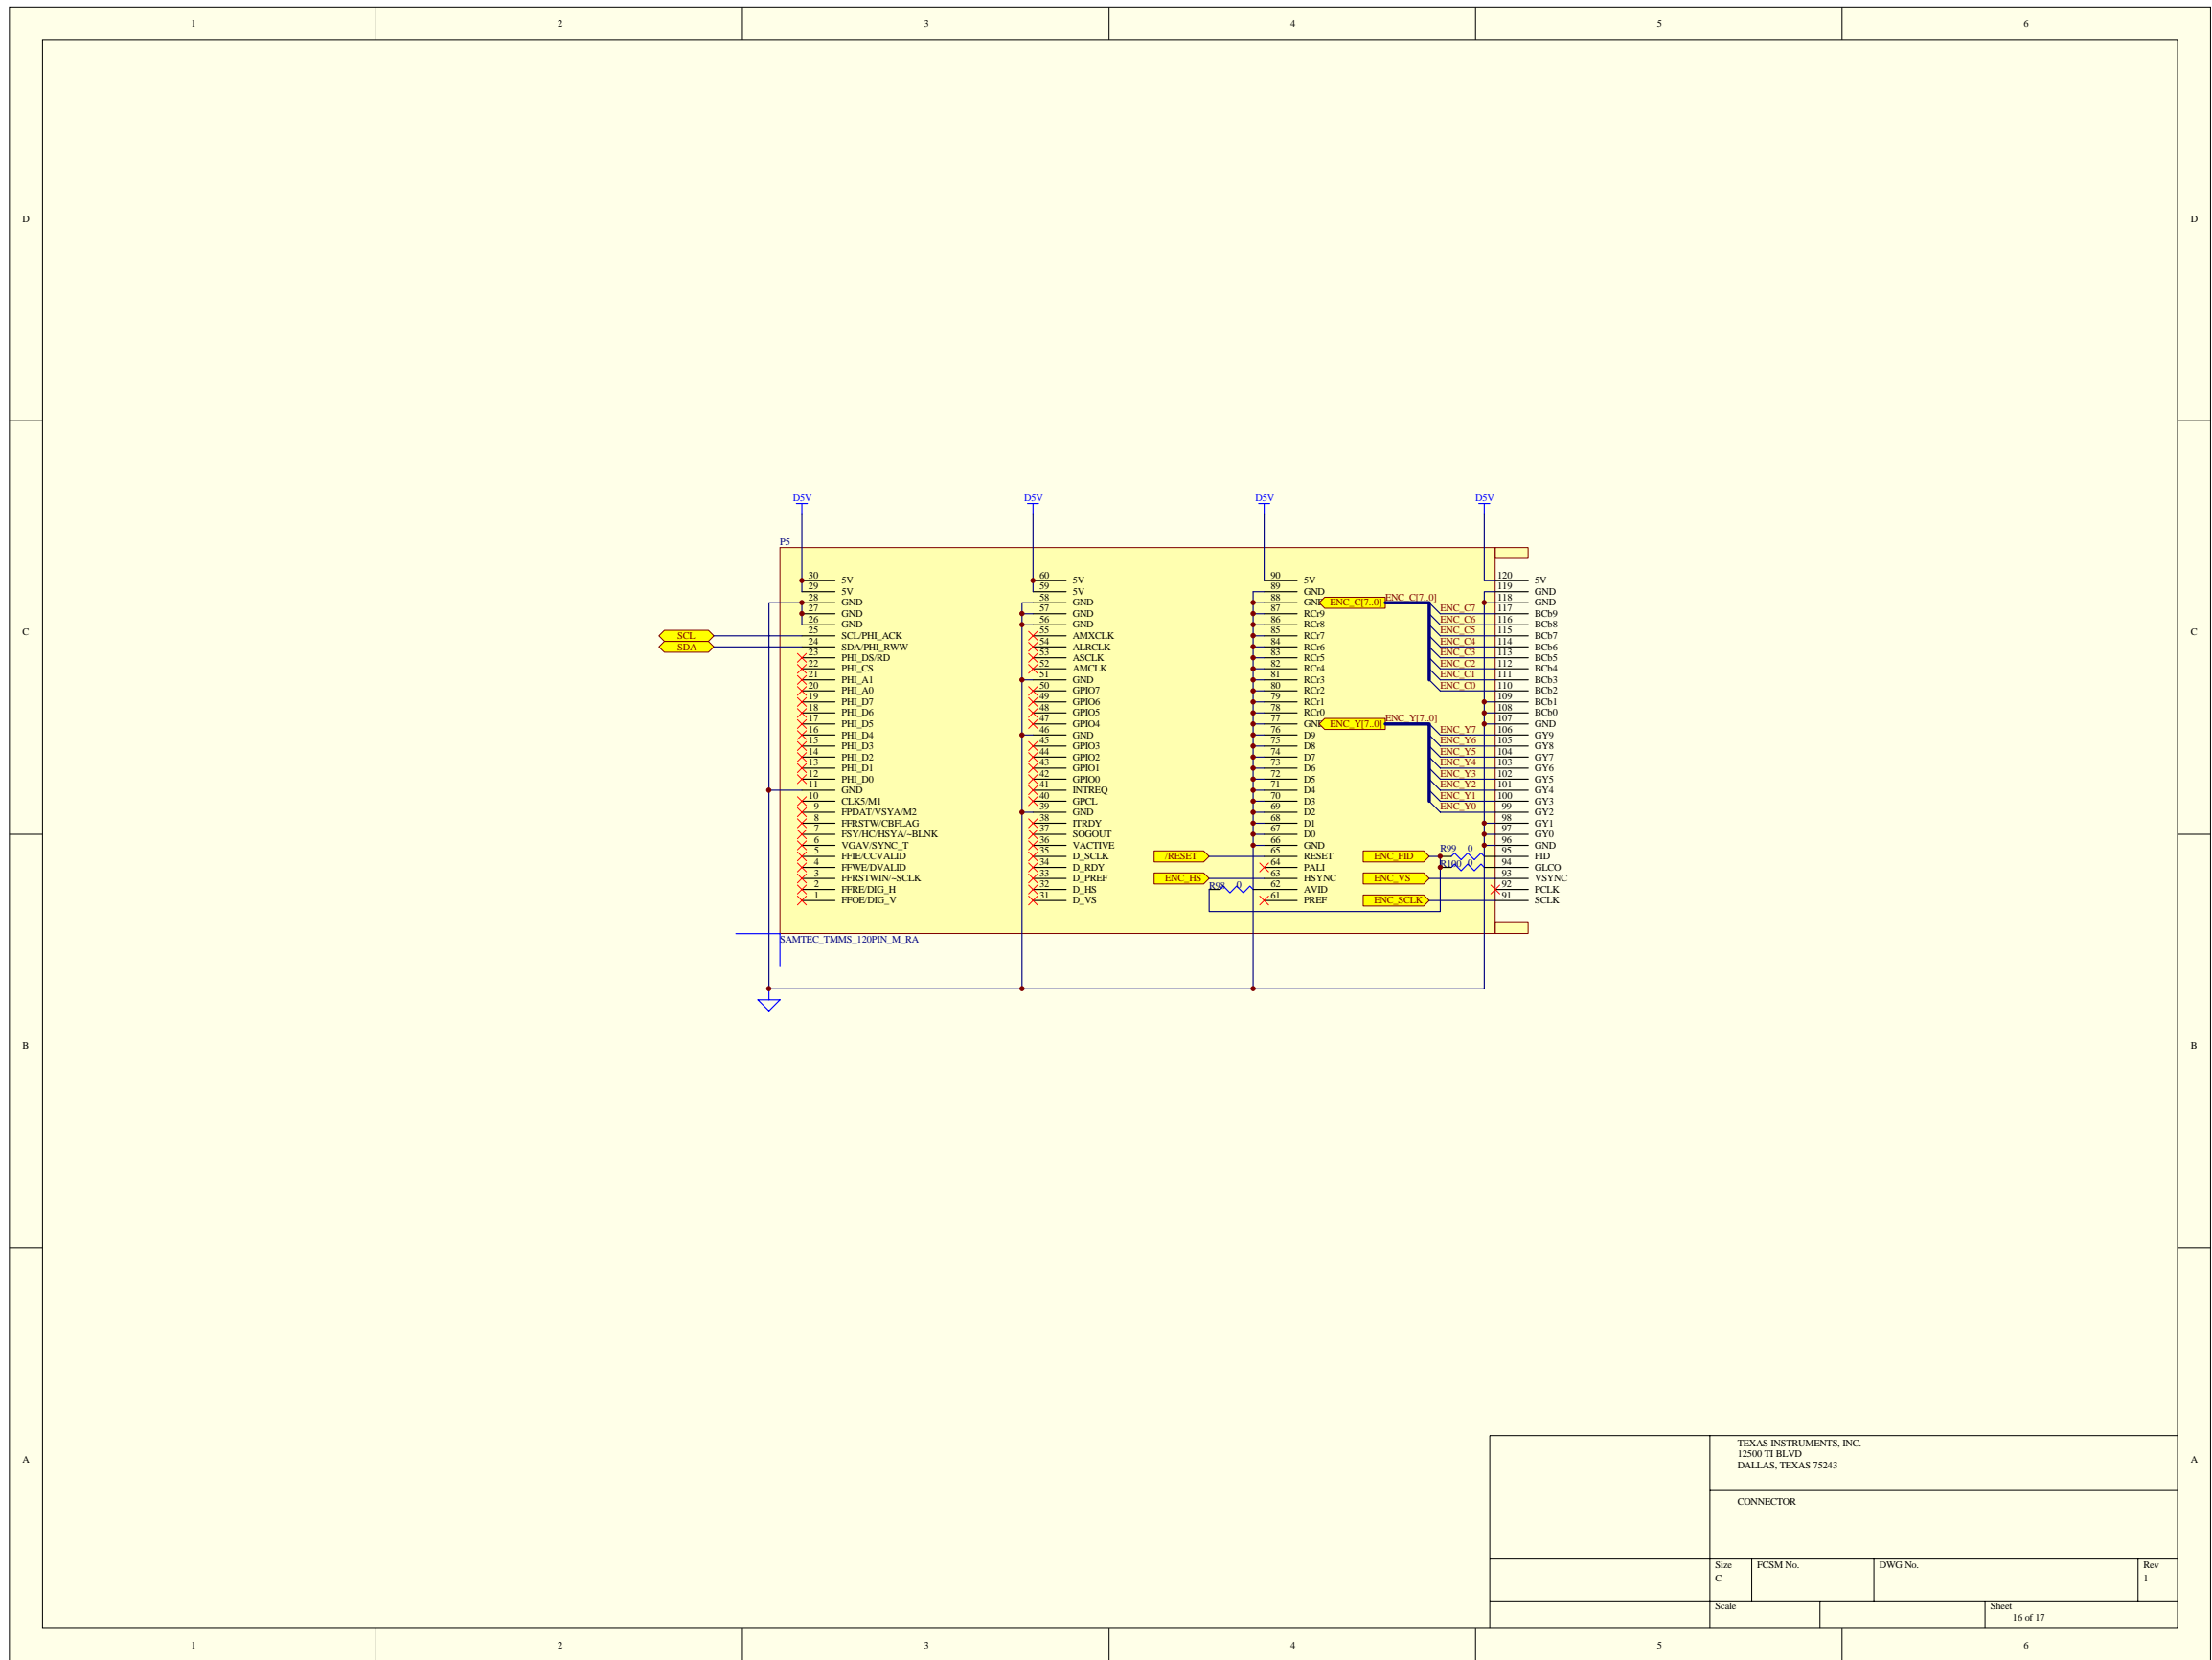 1 2 3 4 5 6
D D
C C
B B
A A
D5V D5V D5V D5V
P5
30 5V
29 5V
28 GND
27 GND
26 GND
25 SCL/PHI_ACK
24 SDA/PHI_RWW
23 PHI_DS/RD
22 PHI_CS
21 PHI_A1
20 PHI_A0
19 PHI_D7
18 PHI_D6
17 PHI_D5
16 PHI_D4
15 PHI_D3
14 PHI_D2
13 PHI_D1
12 PHI_D0
11 GND
10 CLK5/M1
9 FPDAT/VSYA/M2
8 FFRSTW/CBFLAG
7 FSY/HC/HSYA/~BLNK
6 VGAV/SYNC_T
5 FFIE/CCVALID
4 FFWE/DVALID
3 FFRSTWIN/~SCLK
2 FFRE/DIG_H
1 FFOE/DIG_V
SCL
SDA
60 5V
59 5V
58 GND
57 GND
56 GND
55 AMXCLK
54 ALRCLK
53 ASCLK
52 AMCLK
51 GND
50 GPIO7
49 GPIO6
48 GPIO5
47 GPIO4
46 GND
45 GPIO3
44 GPIO2
43 GPIO1
42 GPIO0
41 INTREQ
40 GPCL
39 GND
38 ITRDY
37 SOGOUT
36 VACTIVE
35 D_SCLK
34 D_RDY
33 D_PREF
32 D_HS
31 D_VS
90 5V
89 GND
88 GND
87 RCr9
86 RCr8
85 RCr7
84 RCr6
83 RCr5
82 RCr4
81 RCr3
80 RCr2
79 RCr1
78 RCr0
77 GND
76 D9
75 D8
74 D7
73 D6
72 D5
71 D4
70 D3
69 D2
68 D1
67 D0
66 GND
65 RESET
64 PALI
63 HSYNC
62 AVID
61 PREF
/RESET
ENC_HS
R98 0
ENC_C[7..0] ENC_C[7..0]
ENC_Y[7..0] ENC_Y[7..0]
120 5V
119 GND
118 GND
ENC_C7 117 BCb9
ENC_C6 116 BCb8
ENC_C5 115 BCb7
ENC_C4 114 BCb6
ENC_C3 113 BCb5
ENC_C2 112 BCb4
ENC_C1 111 BCb3
ENC_C0 110 BCb2
109 BCb1
108 BCb0
107 GND
ENC_Y7 106 GY9
ENC_Y6 105 GY8
ENC_Y5 104 GY7
ENC_Y4 103 GY6
ENC_Y3 102 GY5
ENC_Y2 101 GY4
ENC_Y1 100 GY3
ENC_Y0 99 GY2
98 GY1
97 GY0
96 GND
ENC_FID R99 0 95 FID
R100 0 94 GLCO
ENC_VS 93 VSYNC
92 PCLK
ENC_SCLK 91 SCLK
SAMTEC_TMMS_120PIN_M_RA
TEXAS INSTRUMENTS, INC.
12500 TI BLVD
DALLAS, TEXAS 75243
CONNECTOR
Size FCSM No. DWG No. Rev
C 1
Scale Sheet
16 of 17
1 2 3 4 5 6